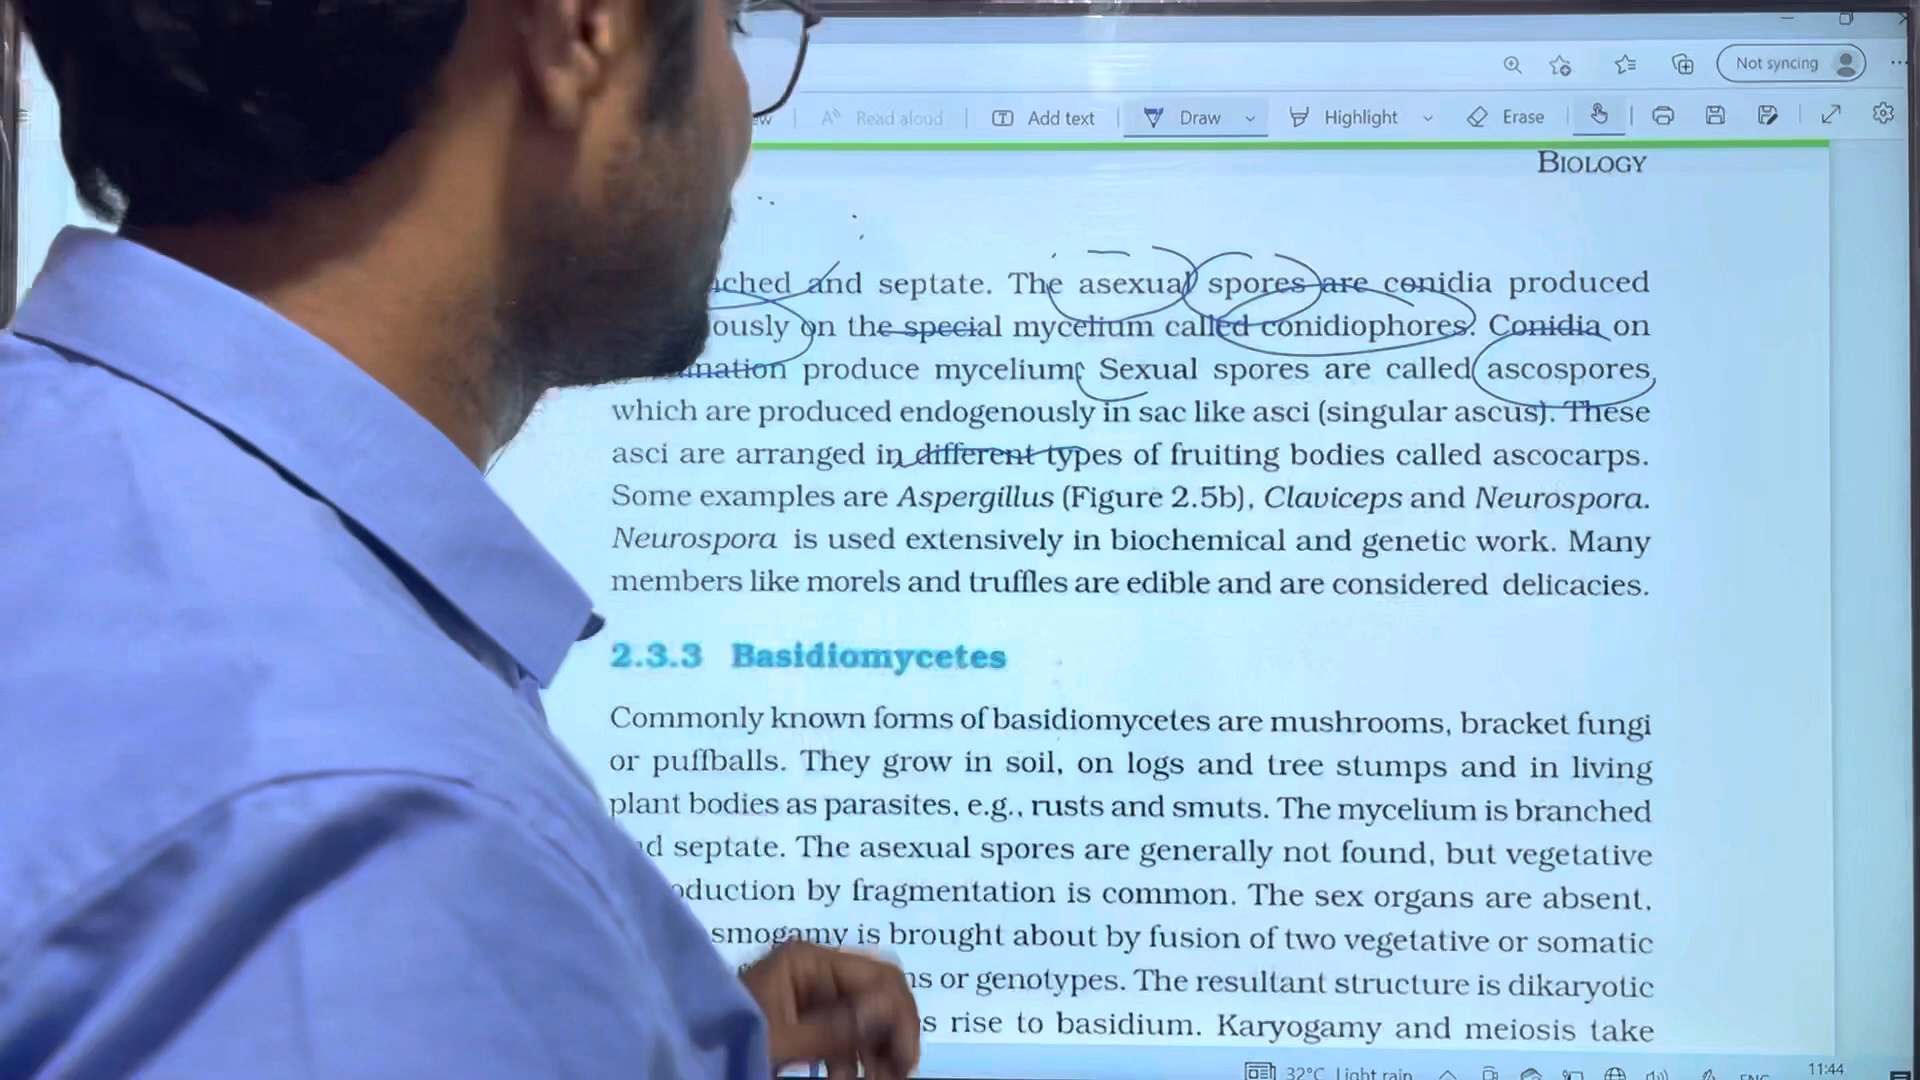 Not syncing
Read aloud Add text Draw Highlight Erase
BIOLOGY
and septate. The asexual spores are conidia produced
on the special mycelium called conidiophores. Conidia on
produce mycelium. Sexual spores are called ascospores
which are produced endogenously in sac like asci (singular ascus). These
asci are arranged in different types of fruiting bodies called ascocarps.
Some examples are Aspergillus (Figure 2.5b), Claviceps and Neurospora.
Neurospora is used extensively in biochemical and genetic work. Many
members like morels and truffles are edible and are considered delicacies.
2.3.3 Basidiomycetes
Commonly known forms of basidiomycetes are mushrooms, bracket fungi
or puffballs. They grow in soil, on logs and tree stumps and in living
plant bodies as parasites, e.g., rusts and smuts. The mycelium is branched
septate. The asexual spores are generally not found, but vegetative
by fragmentation is common. The sex organs are absent,
is brought about by fusion of two vegetative or somatic
or genotypes. The resultant structure is dikaryotic
rise to basidium. Karyogamy and meiosis take
32°C Light rain ENG 11:44